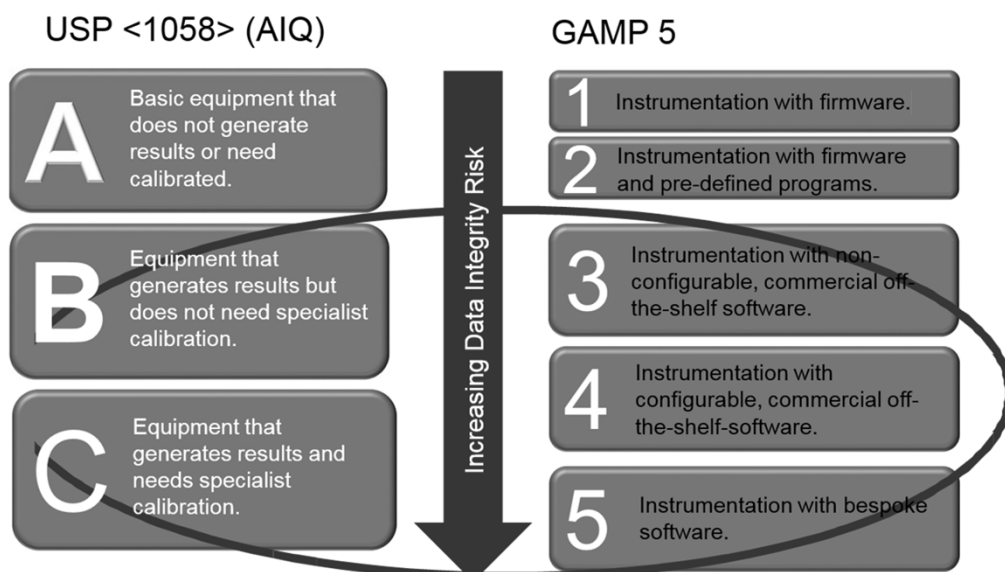 USP <1058> (AIQ)
A
Basic equipment that
does not generate
results or need
calibrated.
B
Equipment that
generates results but
does not need specialist
calibration.
C
Equipment that
generates results and
needs specialist
calibration.
Increasing Data Integrity Risk
GAMP 5
1
Instrumentation with firmware.
2
Instrumentation with firmware
and pre-defined programs.
3
Instrumentation with non-
configurable, commercial off-
the-shelf software.
4
Instrumentation with
configurable, commercial off-
the-shelf-software.
5
Instrumentation with bespoke
software.